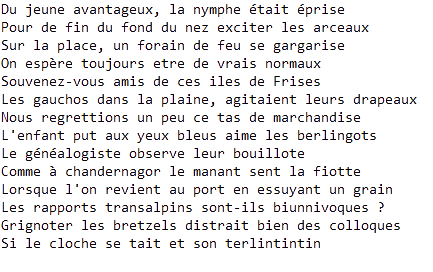 Du jeune avantageux, la nymphe était éprise
Pour de fin du fond du nez exciter les arceaux
Sur la place, un forain de feu se gargarise
On espère toujours etre de vrais normaux
Souvenez-vous amis de ces iles de Frises
Les gauchos dans la plaine, agitaient leurs drapeaux
Nous regrettions un peu ce tas de marchandise
L'enfant put aux yeux bleus aime les berlingots
Le généalogiste observe leur bouillote
Comme à chandernagor le manant sent la fiotte
Lorsque l'on revient au port en essuyant un grain
Les rapports transalpins sont-ils biunnivoques ?
Grignoter les bretzels distrait bien des colloques
Si le cloche se tait et son terlintintin